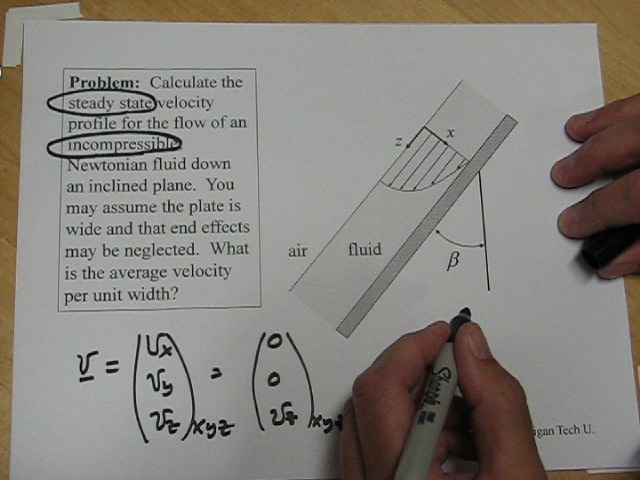 Problem: Calculate the
steady state velocity
profile for the flow of an
incompressible
Newtonian fluid down
an inclined plane. You
may assume the plate is
wide and that end effects
may be neglected. What
is the average velocity
per unit width?
z x
air fluid
β
v = (vx vy vz)xyz = (0 0 vz)xy
igan Tech U.
Sharpie